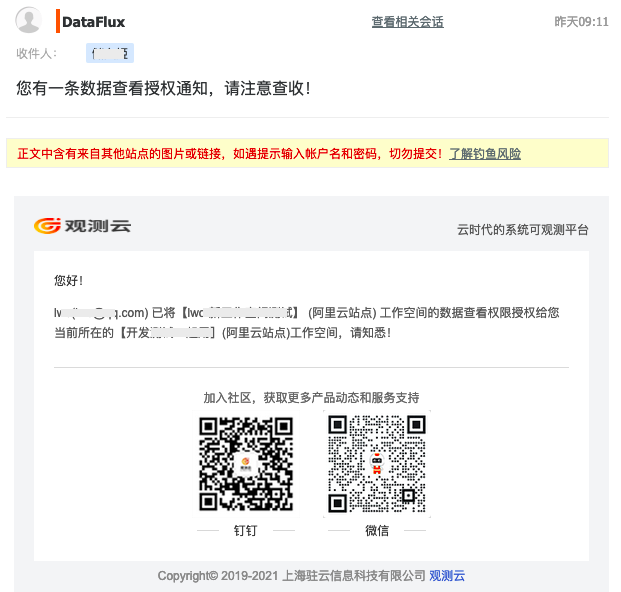 DataFlux
查看相关会话
昨天09:11
收件人：
您有一条数据查看授权通知，请注意查收！
正文中含有来自其他站点的图片或链接，如遇提示输入帐户名和密码，切勿提交！了解钓鱼风险
观测云
云时代的系统可观测平台
您好！
q.com) 已将【lwc (阿里云站点) 工作空间的数据查看权限授权给您
当前所在的【开发 】(阿里云站点)工作空间，请知悉！
加入社区，获取更多产品动态和服务支持
钉钉
微信
Copyright© 2019-2021 上海驻云信息科技有限公司 观测云